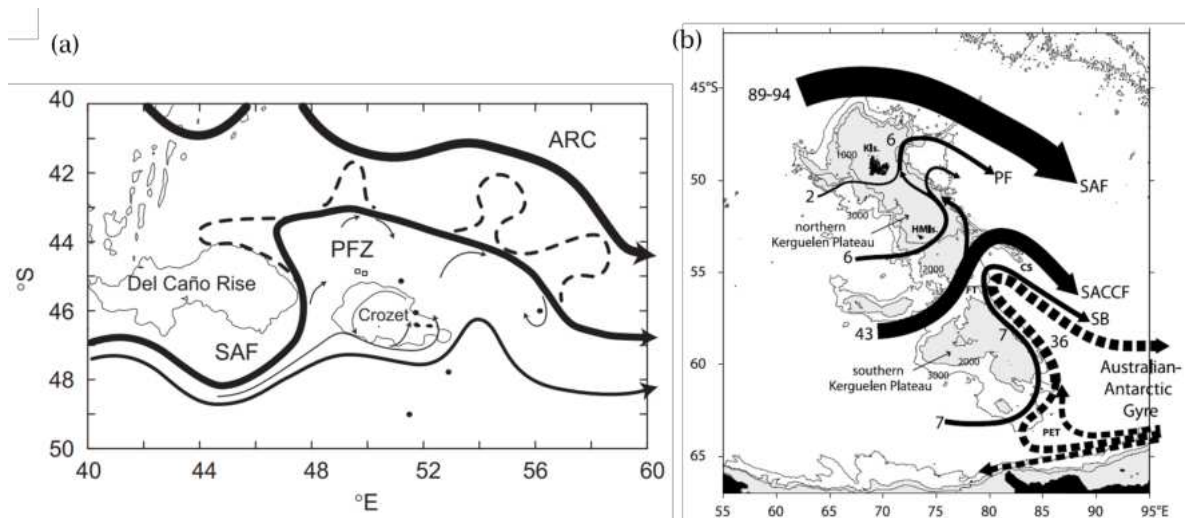 (a)
40
42
44
46
48
50
°S
40
44
48
52
56
60
°E
ARC
PFZ
Del Caño Rise
Crozet
SAF
(b)
45°S
50
55
60
65
55
60
65
70
75
80
85
90
95°E
89-94
SAF
6
KIs.
1000
PF
2
3000
northern
Kerguelen Plateau
HMIs.
6
2000
CS
FT
SACCF
SB
43
7
36
2000
3000
southern
Kerguelen Plateau
Australian-
Antarctic
Gyre
7
PET